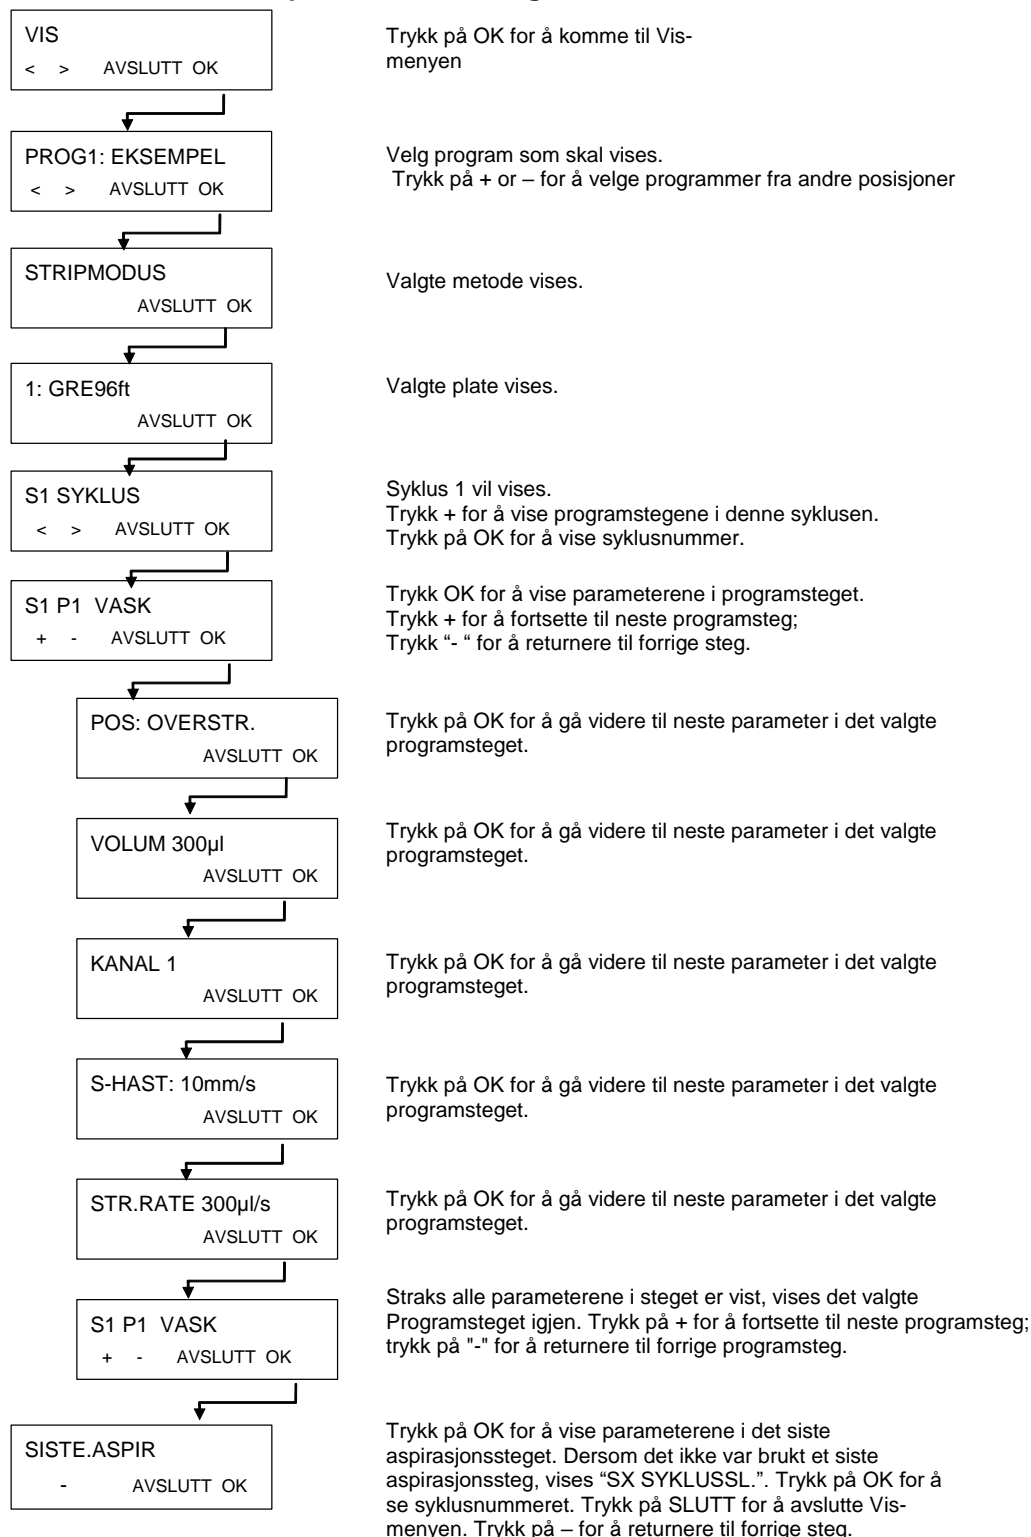 VIS
< > AVSLUTT OK
Trykk på OK for å komme til Vis-
menyen
PROG1: EKSEMPEL
< > AVSLUTT OK
Velg program som skal vises.
Trykk på + or – for å velge programmer fra andre posisjoner
STRIPMODUS
AVSLUTT OK
Valgte metode vises.
1: GRE96ft
AVSLUTT OK
Valgte plate vises.
S1 SYKLUS
< > AVSLUTT OK
Syklus 1 vil vises.
Trykk + for å vise programstegene i denne syklusen.
Trykk på OK for å vise syklusnummer.
S1 P1 VASK
+ - AVSLUTT OK
Trykk OK for å vise parameterene i programsteget.
Trykk + for å fortsette til neste programsteg;
Trykk “- “ for å returnere til forrige steg.
POS: OVERSTR.
AVSLUTT OK
Trykk på OK for å gå videre til neste parameter i det valgte
programsteget.
VOLUM 300µl
AVSLUTT OK
Trykk på OK for å gå videre til neste parameter i det valgte
programsteget.
KANAL 1
AVSLUTT OK
Trykk på OK for å gå videre til neste parameter i det valgte
programsteget.
S-HAST: 10mm/s
AVSLUTT OK
Trykk på OK for å gå videre til neste parameter i det valgte
programsteget.
STR.RATE 300µl/s
AVSLUTT OK
Trykk på OK for å gå videre til neste parameter i det valgte
programsteget.
S1 P1 VASK
+ - AVSLUTT OK
Straks alle parameterene i steget er vist, vises det valgte
Programsteget igjen. Trykk på + for å fortsette til neste programsteg;
trykk på "-" for å returnere til forrige programsteg.
SISTE.ASPIR
- AVSLUTT OK
Trykk på OK for å vise parameterene i det siste
aspirasjonssteget. Dersom det ikke var brukt et siste
aspirasjonssteg, vises “SX SYKLUSSL.”. Trykk på OK for å
se syklusnummeret. Trykk på SLUTT for å avslutte Vis-
menyen. Trykk på – for å returnere til forrige steg.